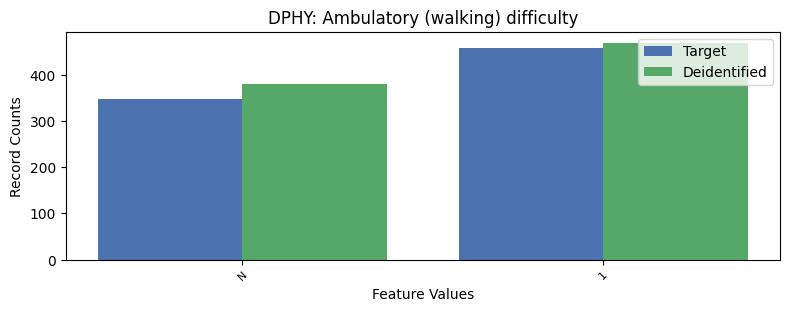 DPHY: Ambulatory (walking) difficulty
Target
Deidentified
Record Counts
400
300
200
100
0
N
1
Feature Values